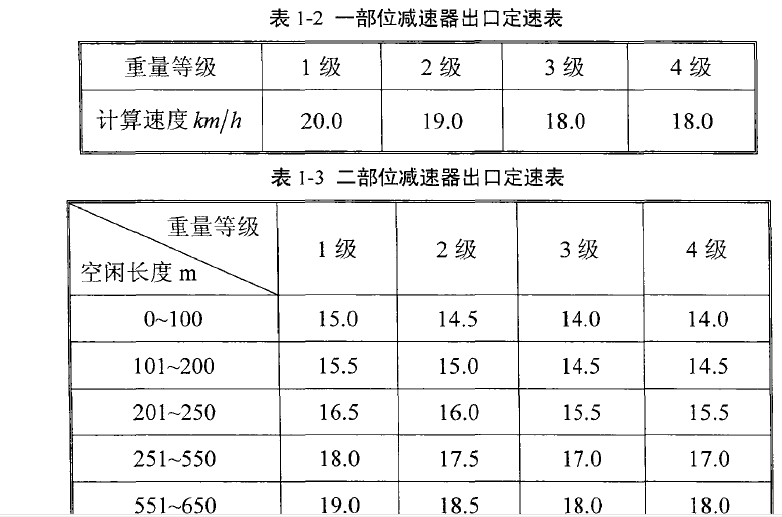 表 1-2 一部位减速器出口定速表
重量等级 1 级 2 级 3 级 4 级
计算速度 km/h 20.0 19.0 18.0 18.0
表 1-3 二部位减速器出口定速表
重量等级
空闲长度 m 1 级 2 级 3 级 4 级
0~100 15.0 14.5 14.0 14.0
101~200 15.5 15.0 14.5 14.5
201~250 16.5 16.0 15.5 15.5
251~550 18.0 17.5 17.0 17.0
551~650 19.0 18.5 18.0 18.0